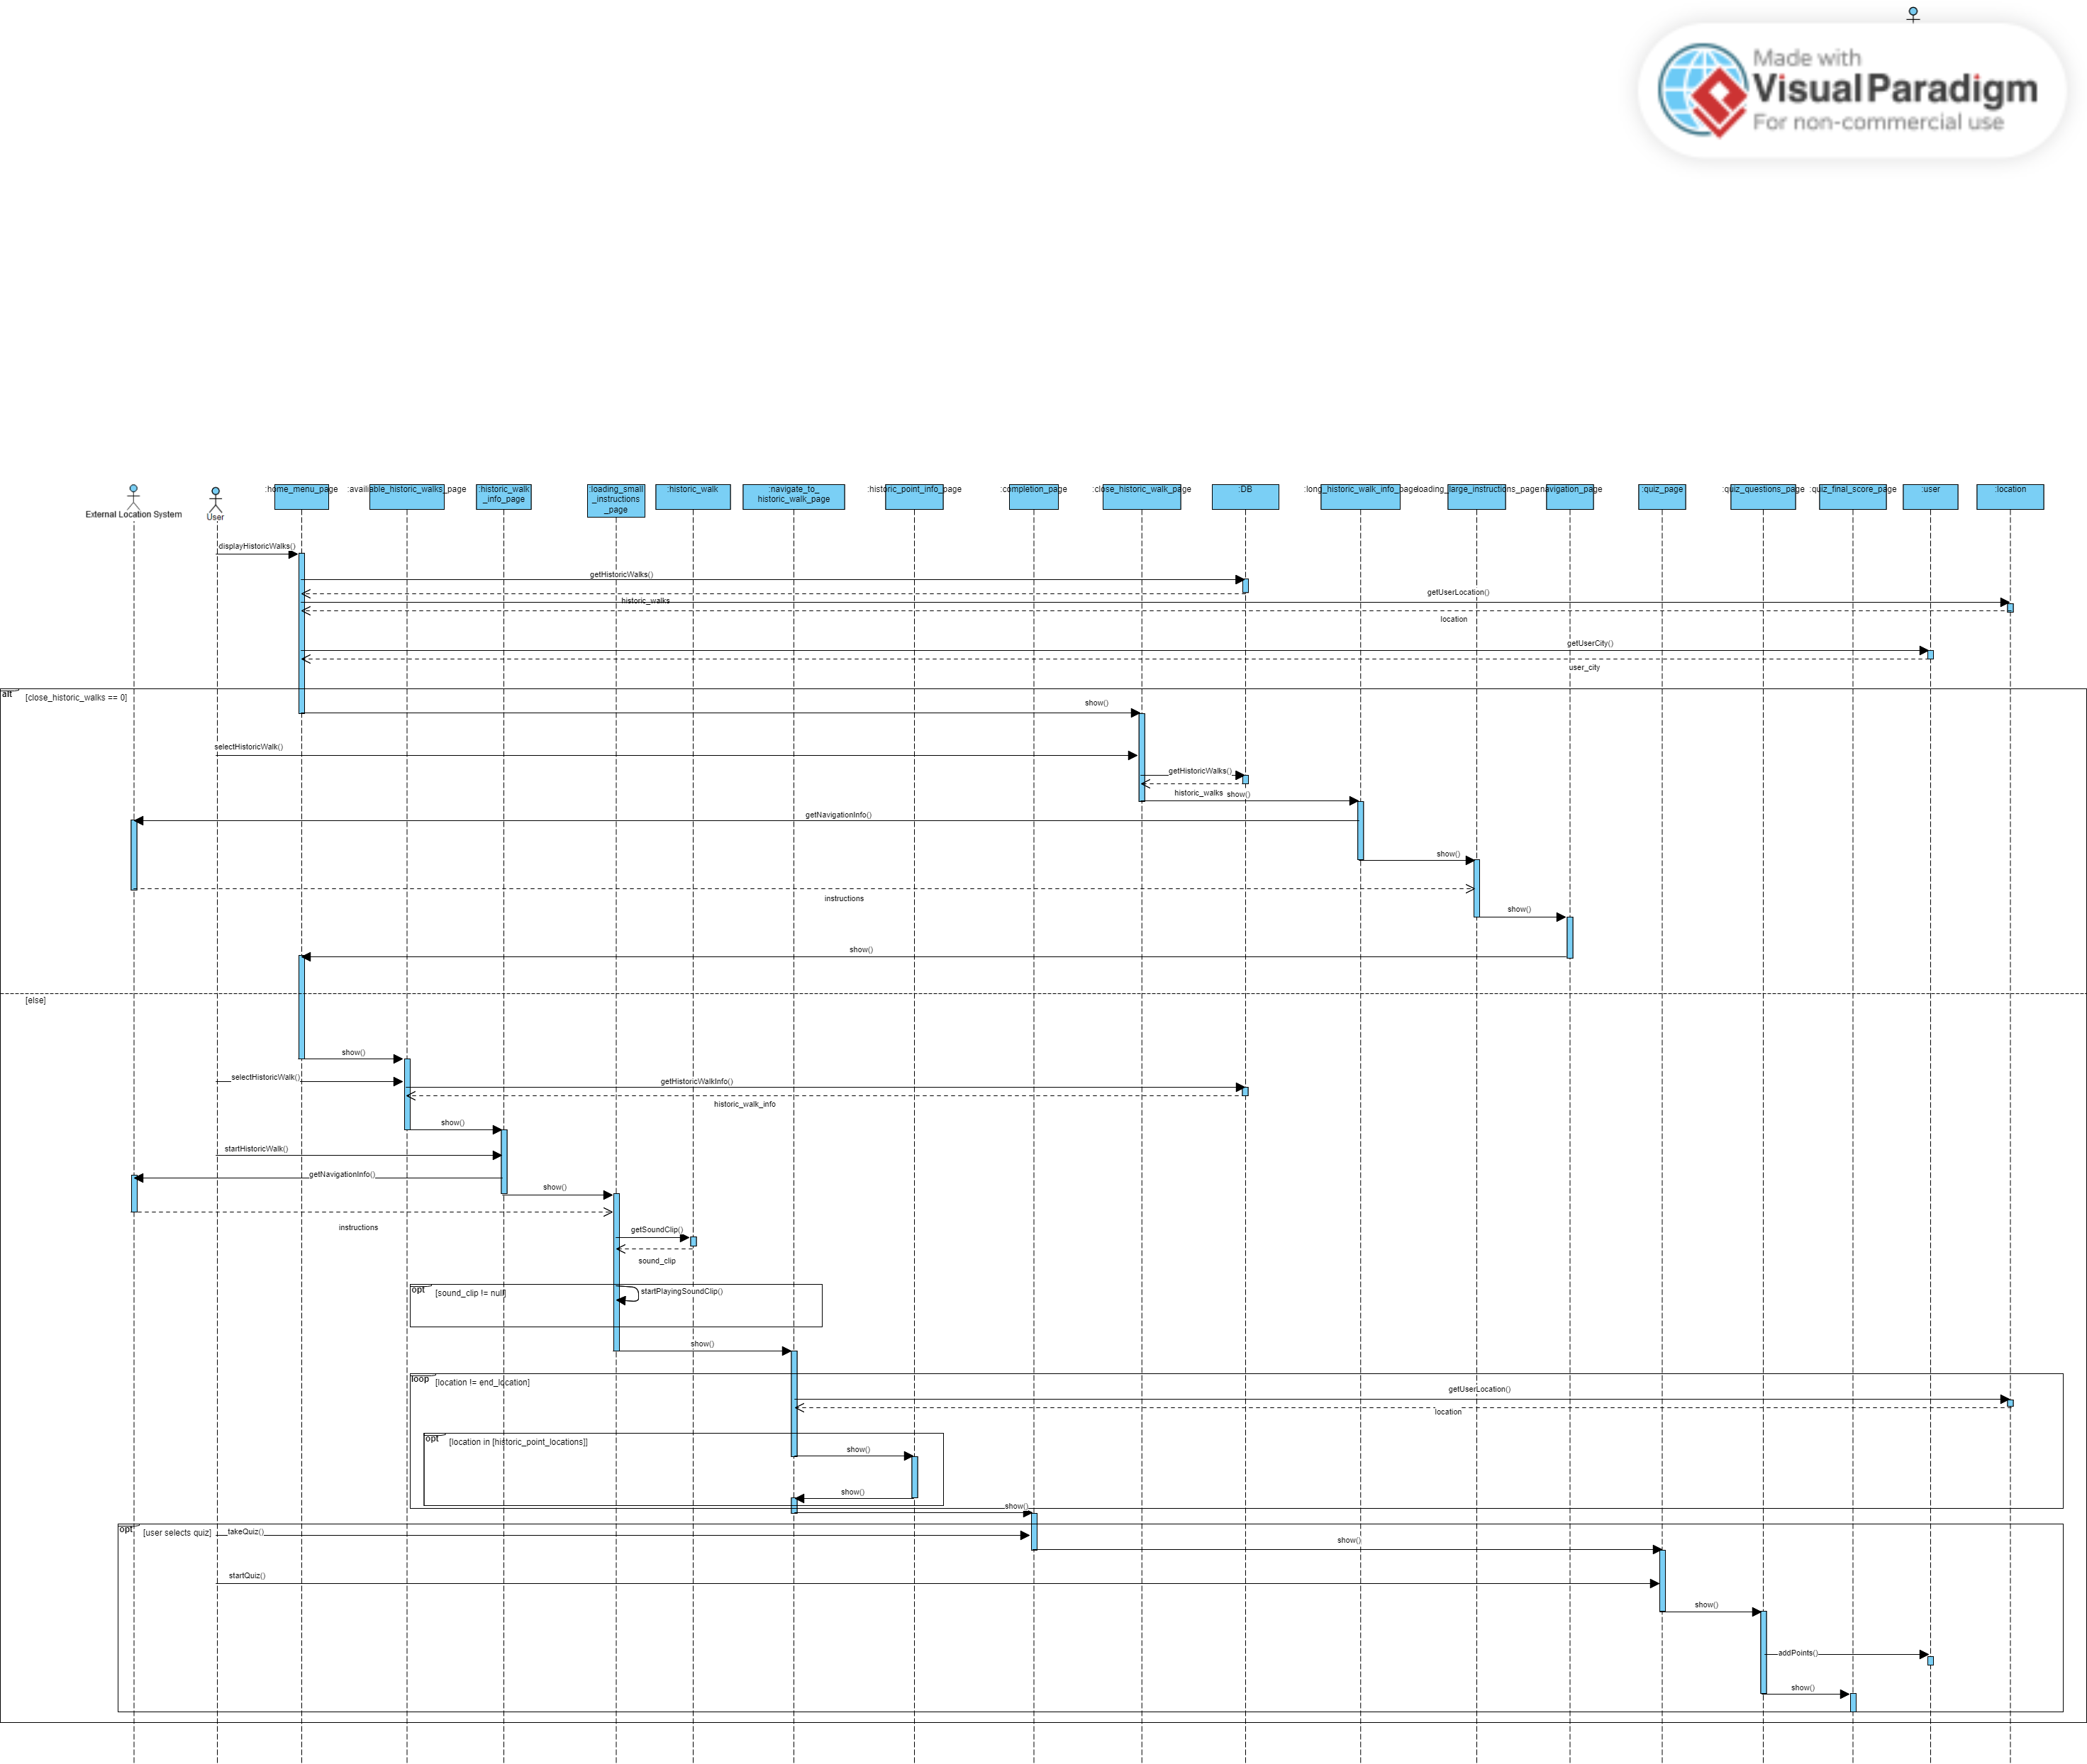 Made with
Visual Paradigm
For non-commercial use
External Location System
User
:home_menu_page
:available_historic_walks_page
:historic_walk
_info_page
:loading_small
_instructions
_page
:historic_walk
:navigate_to_
historic_walk_page
:historic_point_info_page
:completion_page
:close_historic_walk_page
:DB
:long_historic_walk_info_page
:loading_large_instructions_page
:navigation_page
:quiz_page
:quiz_questions_page
:quiz_final_score_page
:user
:location
displayHistoricWalks()
getHistoricWalks()
historic_walks
getUserLocation()
location
getUserCity()
user_city
alt
[close_historic_walks == 0]
show()
selectHistoricWalk()
getHistoricWalks()
historic_walks
show()
getNavigationInfo()
show()
instructions
show()
show()
[else]
show()
selectHistoricWalk()
getHistoricWalkInfo()
historic_walk_info
show()
startHistoricWalk()
getNavigationInfo()
show()
instructions
getSoundClip()
sound_clip
opt
[sound_clip != null]
startPlayingSoundClip()
show()
loop
[location != end_location]
getUserLocation()
location
opt
[location in [historic_point_locations]]
show()
show()
show()
opt
[user selects quiz]
takeQuiz()
show()
startQuiz()
show()
addPoints()
show()